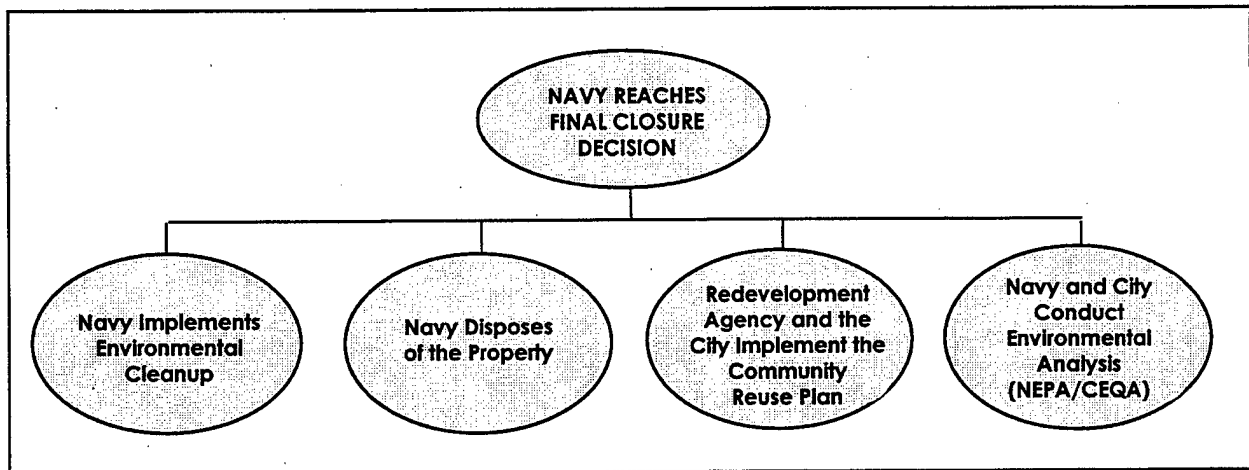 NAVY REACHES
FINAL CLOSURE
DECISION
Navy Implements
Environmental
Cleanup
Navy Disposes
of the Property
Redevelopment
Agency and the
City Implement the
Community
Reuse Plan
Navy and City
Conduct
Environmental
Analysis
(NEPA/CEQA)